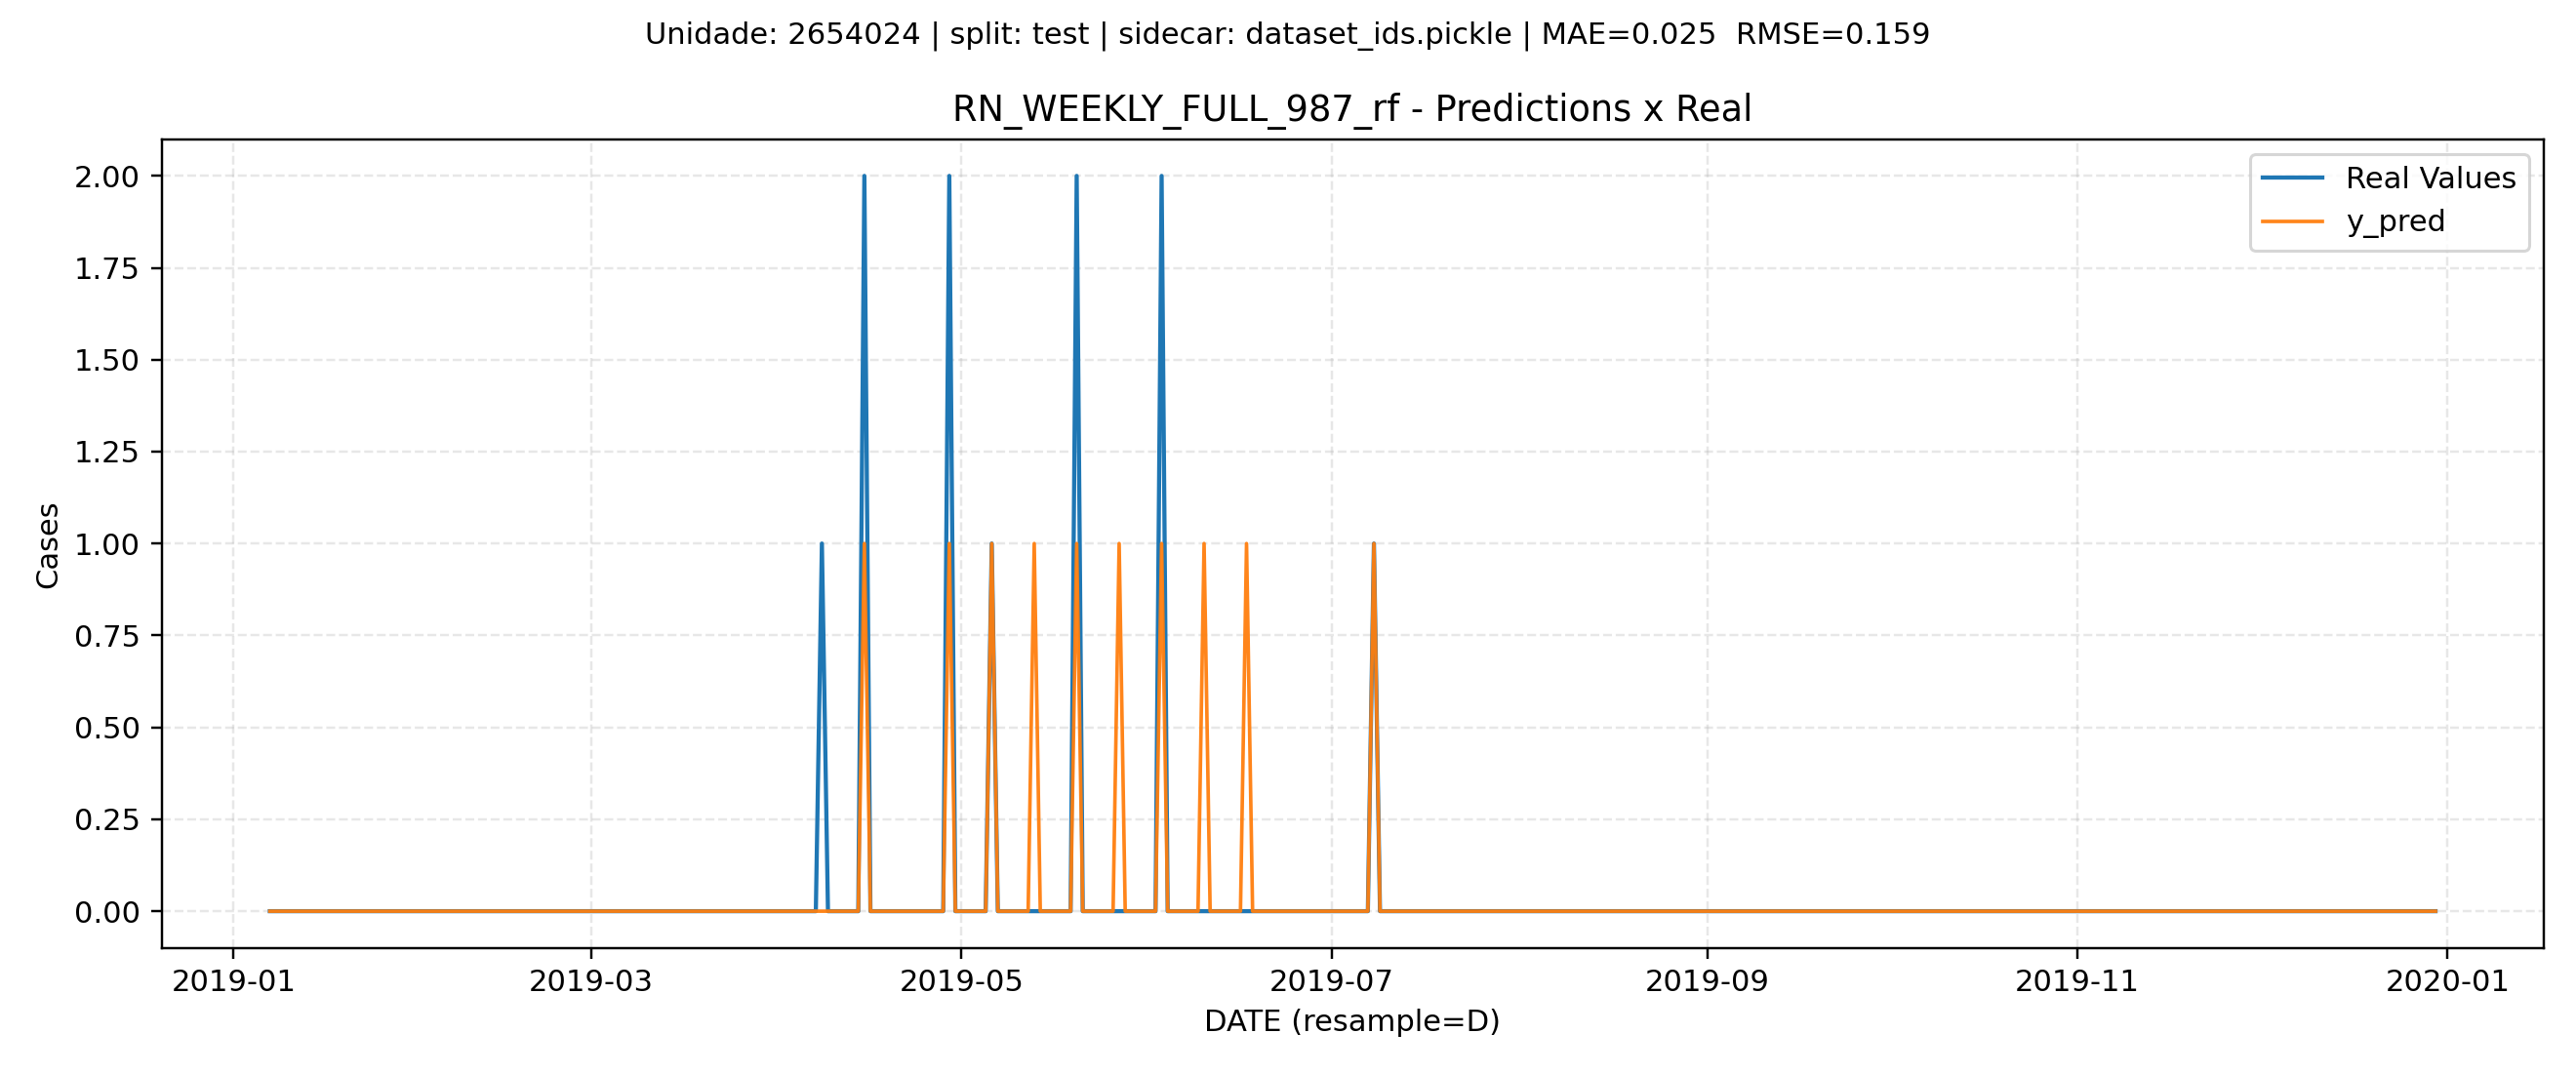 Unidade: 2654024 | split: test | sidecar: dataset_ids.pickle | MAE=0.025  RMSE=0.159
RN_WEEKLY_FULL_987_rf - Predictions x Real
Real Values
y_pred
2.00
1.75
1.50
1.25
1.00
0.75
0.50
0.25
0.00
Cases
2019-01
2019-03
2019-05
2019-07
2019-09
2019-11
2020-01
DATE (resample=D)